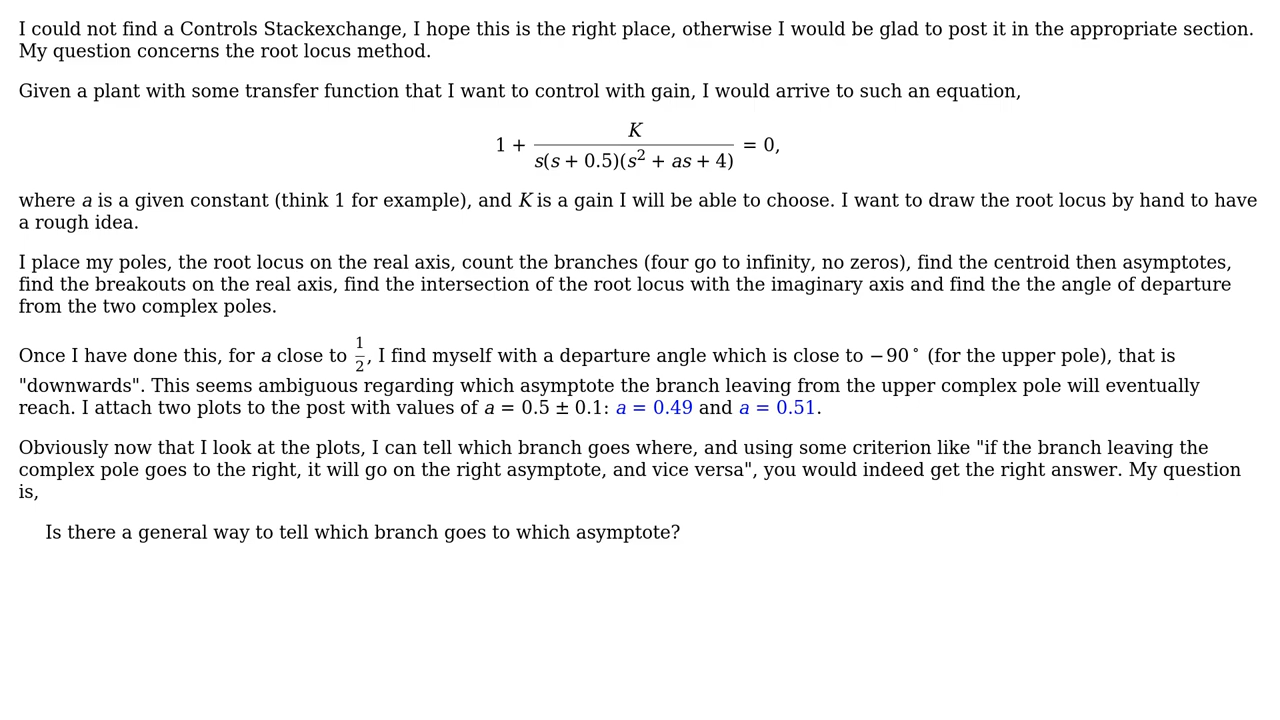 I could not find a Controls Stackexchange, I hope this is the right place, otherwise I would be glad to post it in the appropriate section.
My question concerns the root locus method.
Given a plant with some transfer function that I want to control with gain, I would arrive to such an equation,
1 + K / s(s + 0.5)(s² + as + 4) = 0,
where a is a given constant (think 1 for example), and K is a gain I will be able to choose. I want to draw the root locus by hand to have
a rough idea.
I place my poles, the root locus on the real axis, count the branches (four go to infinity, no zeros), find the centroid then asymptotes,
find the breakouts on the real axis, find the intersection of the root locus with the imaginary axis and find the the angle of departure
from the two complex poles.
Once I have done this, for a close to 1/2, I find myself with a departure angle which is close to −90° (for the upper pole), that is
"downwards". This seems ambiguous regarding which asymptote the branch leaving from the upper complex pole will eventually
reach. I attach two plots to the post with values of a = 0.5 ± 0.1: a = 0.49 and a = 0.51.
Obviously now that I look at the plots, I can tell which branch goes where, and using some criterion like "if the branch leaving the
complex pole goes to the right, it will go on the right asymptote, and vice versa", you would indeed get the right answer. My question
is,
Is there a general way to tell which branch goes to which asymptote?